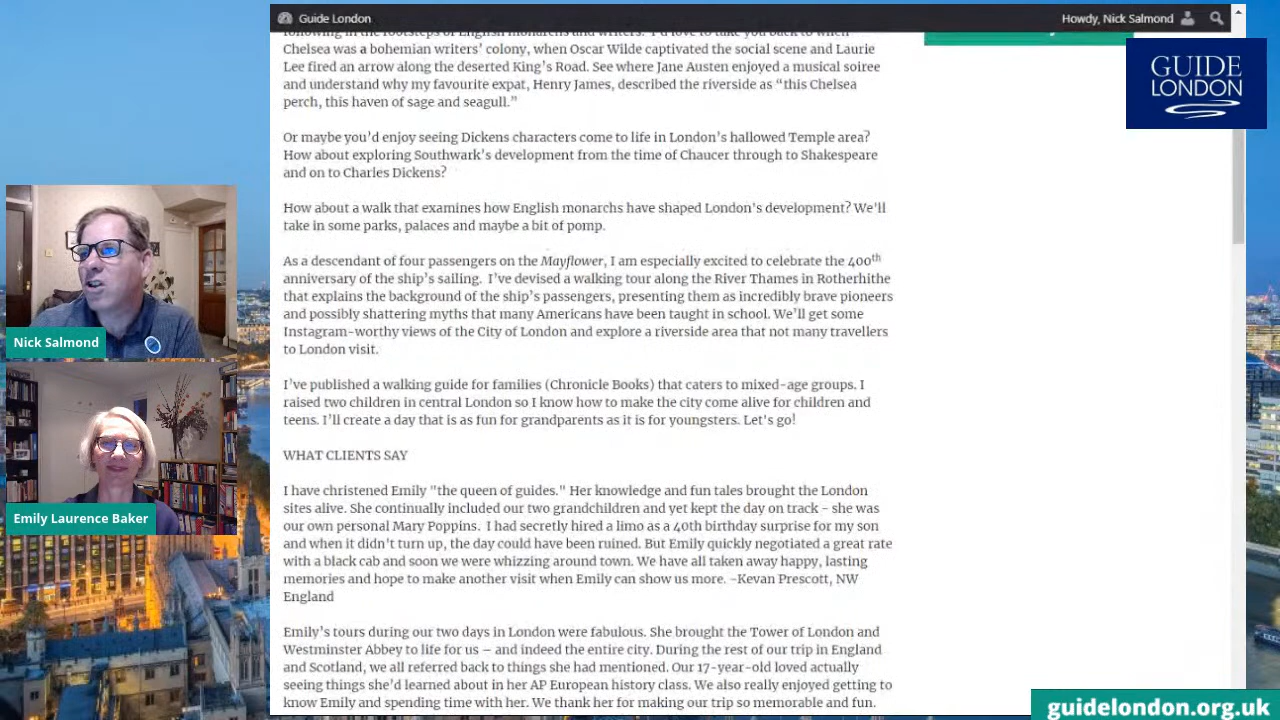 Guide London
Howdy, Nick Salmond
following in the footsteps of English monarchs and writers. I'd love to take you back to when
Chelsea was a bohemian writers' colony, when Oscar Wilde captivated the social scene and Laurie
Lee fired an arrow along the deserted King's Road. See where Jane Austen enjoyed a musical soiree
and understand why my favourite expat, Henry James, described the riverside as “this Chelsea
perch, this haven of sage and seagull.”
Or maybe you'd enjoy seeing Dickens characters come to life in London's hallowed Temple area?
How about exploring Southwark's development from the time of Chaucer through to Shakespeare
and on to Charles Dickens?
How about a walk that examines how English monarchs have shaped London's development? We'll
take in some parks, palaces and maybe a bit of pomp.
As a descendant of four passengers on the Mayflower, I am especially excited to celebrate the 400th
anniversary of the ship's sailing. I've devised a walking tour along the River Thames in Rotherhithe
that explains the background of the ship's passengers, presenting them as incredibly brave pioneers
and possibly shattering myths that many Americans have been taught in school. We'll get some
Instagram-worthy views of the City of London and explore a riverside area that not many travellers
to London visit.
I've published a walking guide for families (Chronicle Books) that caters to mixed-age groups. I
raised two children in central London so I know how to make the city come alive for children and
teens. I'll create a day that is as fun for grandparents as it is for youngsters. Let's go!
WHAT CLIENTS SAY
I have christened Emily "the queen of guides." Her knowledge and fun tales brought the London
sites alive. She continually included our two grandchildren and yet kept the day on track - she was
our own personal Mary Poppins. I had secretly hired a limo as a 40th birthday surprise for my son
and when it didn't turn up, the day could have been ruined. But Emily quickly negotiated a great rate
with a black cab and soon we were whizzing around town. We have all taken away happy, lasting
memories and hope to make another visit when Emily can show us more. -Kevan Prescott, NW
England
Emily's tours during our two days in London were fabulous. She brought the Tower of London and
Westminster Abbey to life for us – and indeed the entire city. During the rest of our trip in England
and Scotland, we all referred back to things she had mentioned. Our 17-year-old loved actually
seeing things she'd learned about in her AP European history class. We also really enjoyed getting to
know Emily and spending time with her. We thank her for making our trip so memorable and fun.
GUIDE
LONDON
Nick Salmond
Emily Laurence Baker
guidelondon.org.uk